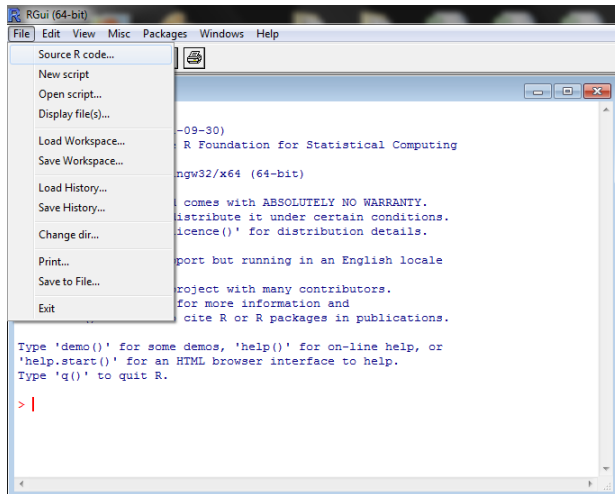 RGui (64-bit)
File Edit View Misc Packages Windows Help
Source R code...
New script
Open script...
Display file(s)...
Load Workspace...
Save Workspace...
Load History...
Save History...
Change dir...
Print...
Save to File...
Exit
-09-30)
R Foundation for Statistical Computing
ngw32/x64 (64-bit)
comes with ABSOLUTELY NO WARRANTY.
distribute it under certain conditions.
icence()' for distribution details.
port but running in an English locale
roject with many contributors.
for more information and
cite R or R packages in publications.
Type 'demo()' for some demos, 'help()' for on-line help, or
'help.start()' for an HTML browser interface to help.
Type 'q()' to quit R.
>